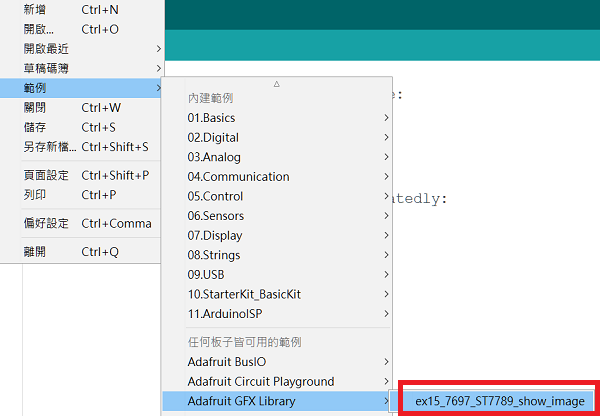 新增 Ctrl+N
開啟... Ctrl+O
開啟最近
草稿碼簿
範例
關閉 Ctrl+W
儲存 Ctrl+S
另存新檔... Ctrl+Shift+S
頁面設定 Ctrl+Shift+P
列印 Ctrl+P
偏好設定 Ctrl+Comma
離開 Ctrl+Q
內建範例
01.Basics
02.Digital
03.Analog
04.Communication
05.Control
06.Sensors
07.Display
08.Strings
09.USB
10.StarterKit_BasicKit
11.ArduinoISP
任何板子皆可用的範例
Adafruit BusIO
Adafruit Circuit Playground
Adafruit GFX Library
ex15_7697_ST7789_show_image
e:
atedly: